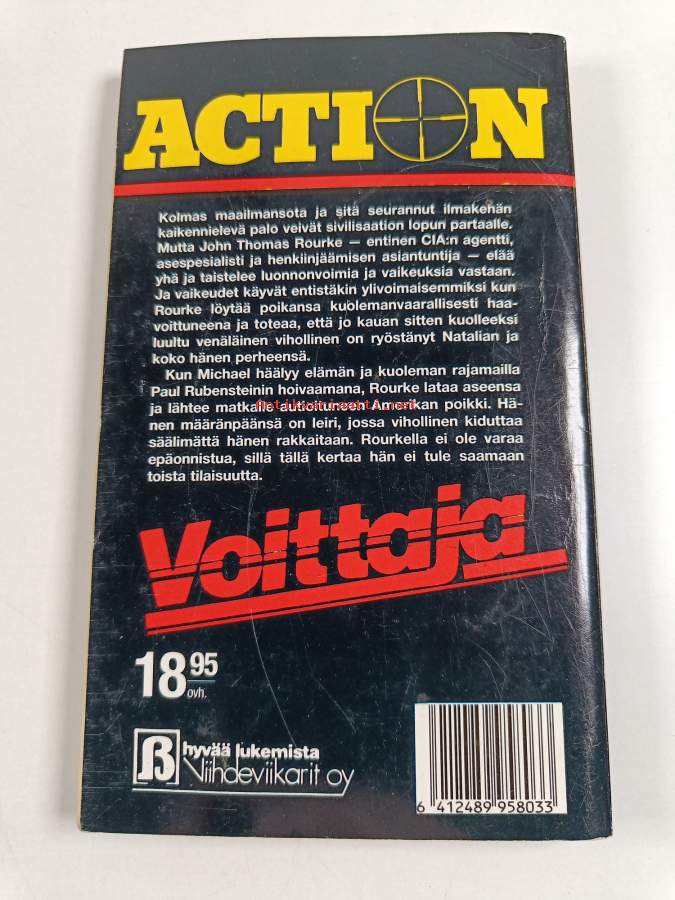 ACTION
Kolmas maailmansota ja sitä seurannut ilmakehän
kaikennielevä palo veivät sivilisaation lopun partaalle.
Mutta John Thomas Rourke — entinen CIA:n agentti,
asespesialisti ja henkiinjäämisen asiantuntija — elää
yhä ja taistelee luonnonvoimia ja vaikeuksia vastaan.
Ja vaikeudet käyvät entistäkin ylivoimaisemmiksi kun
Rourke löytää poikansa kuolemanvaarallisesti haa-
voittuneena ja toteaa, että jo kauan sitten kuolleeksi
luultu venäläinen vihollinen on ryöstänyt Natalian ja
koko hänen perheensä.
Kun Michael häälyy elämän ja kuoleman rajamailla
Paul Rubensteinin hoivaamana, Rourke lataa aseensa
ja lähtee matkalle autioituneen Amerikan poikki. Hä-
nen määränpäänsä on leiri, jossa vihollinen kiduttaa
säälimättä hänen rakkaitaan. Rourkella ei ole varaa
epäonnistua, sillä tällä kertaa hän ei tule saamaan
toista tilaisuutta.
Voittaja
18 95
ovh.
hyvää lukemista
Viihdeviikarit oy
6 412489 958033